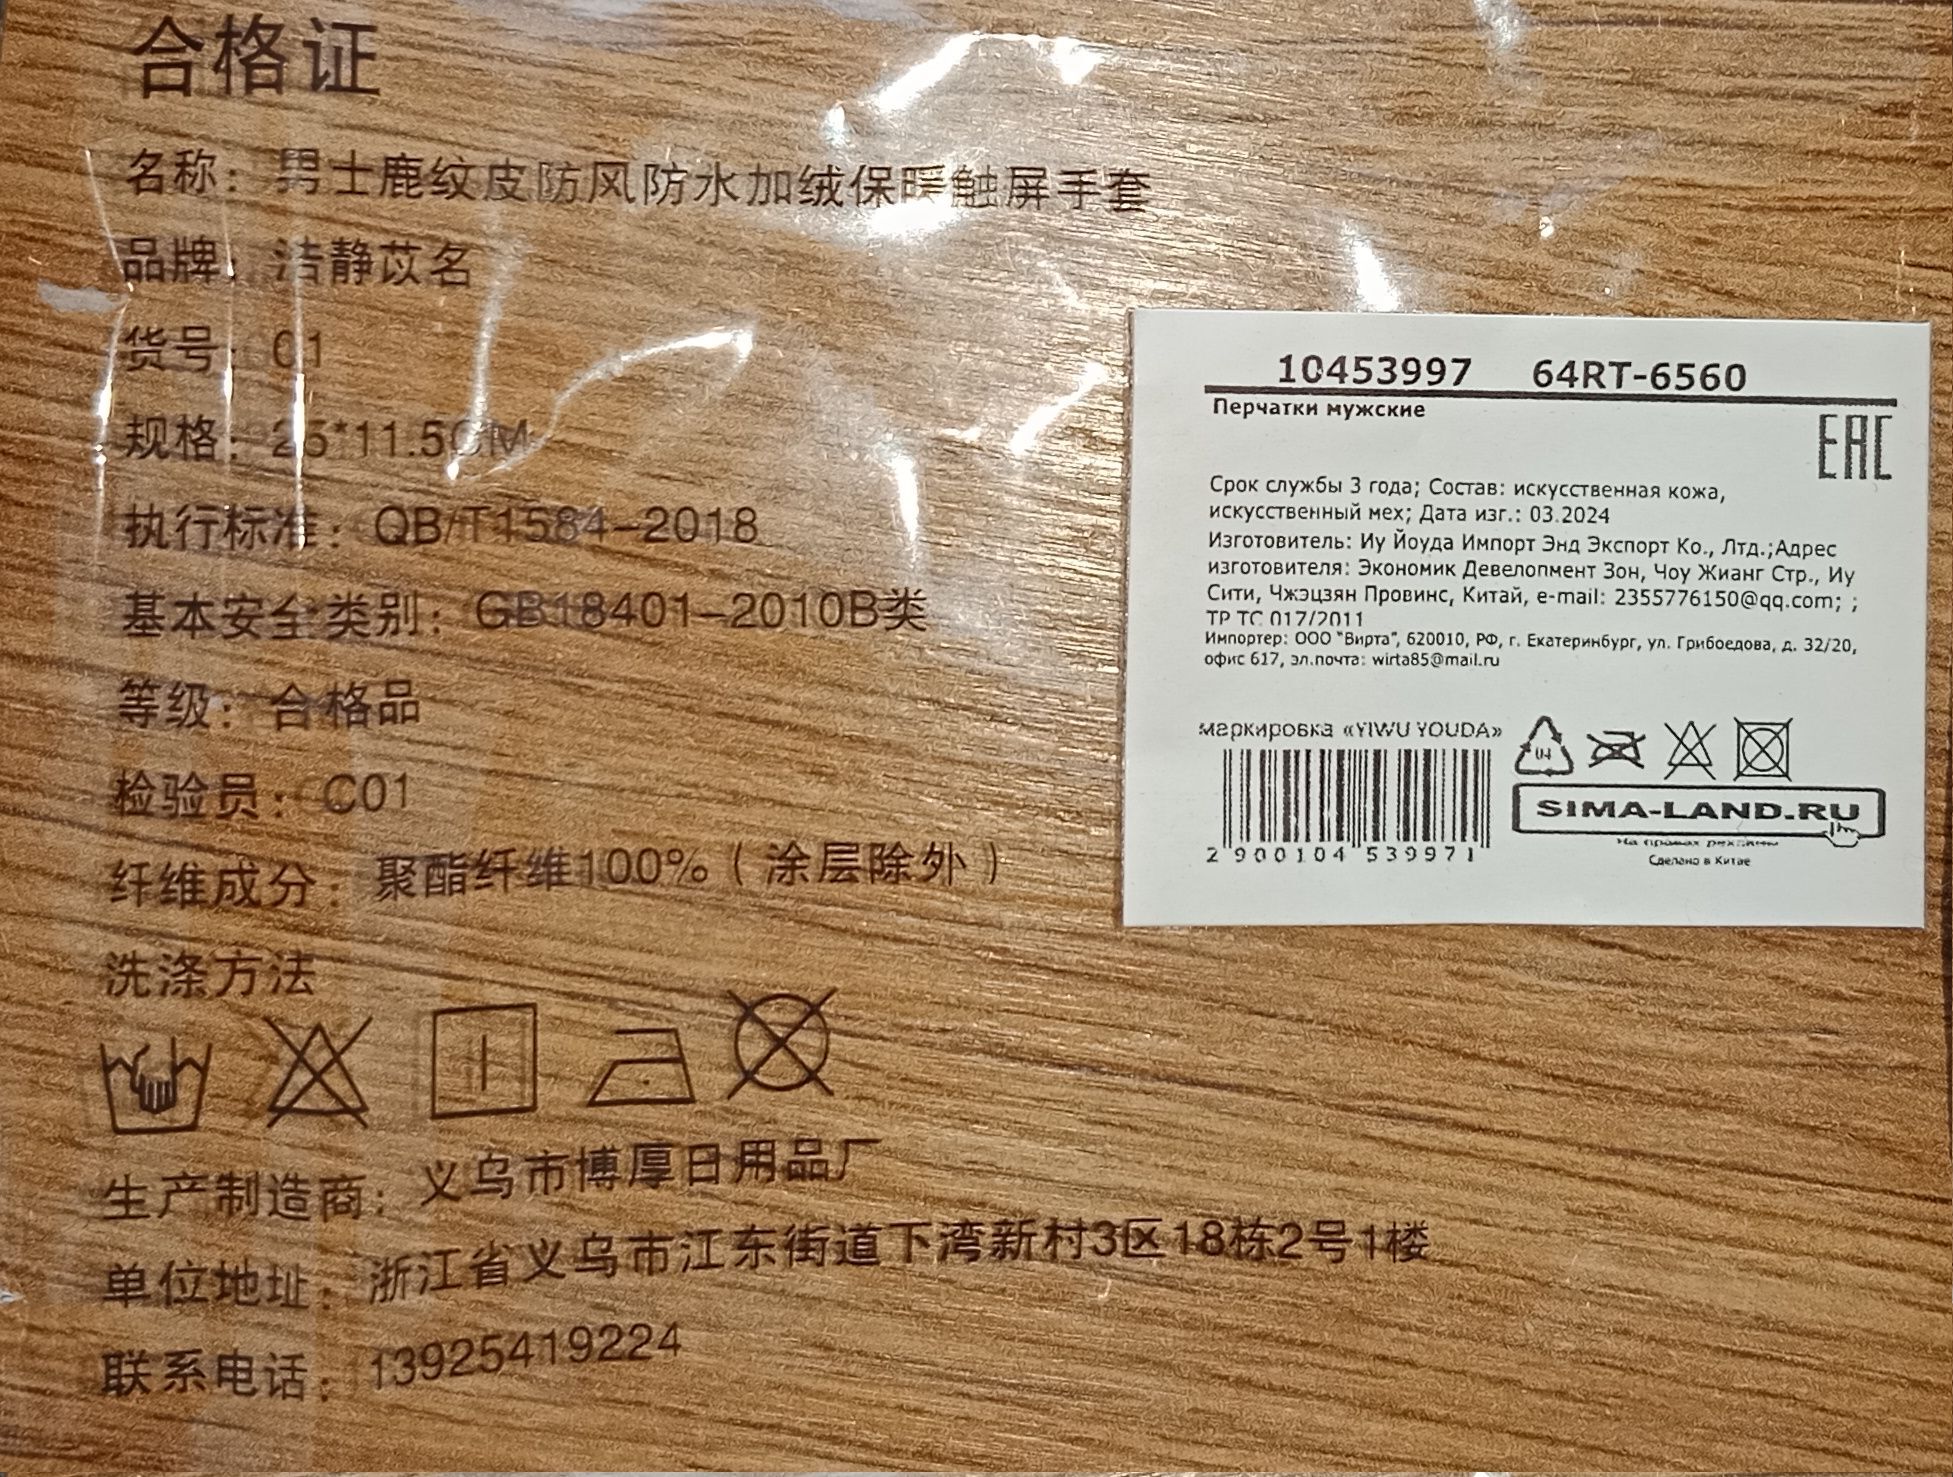 合格证
名称：男士鹿纹皮防风防水加绒保暖触屏手套
品牌：洁静苡名
货号：01
规格：25*11.5CM
执行标准：QB/T1584-2018
基本安全类别：GB18401-2010B类
等级：合格品
检验员：C01
纤维成分：聚酯纤维100%（涂层除外）
洗涤方法
生产制造商：义乌市博厚日用品厂
单位地址：浙江省义乌市江东街道下湾新村3区18栋2号1楼
联系电话：13925419224
10453997 64RT-6560
Перчатки мужские
EAC
Срок службы 3 года; Состав: искусственная кожа,
искусственный мех; Дата изг.: 03.2024
Изготовитель: Иу Йоуда Импорт Энд Экспорт Ко., Лтд.;Адрес
изготовителя: Экономик Девелопмент Зон, Чоу Жианг Стр., Иу
Сити, Чжэцзян Провинс, Китай, e-mail: 2355776150@qq.com; ;
ТР ТС 017/2011
Импортер: ООО "Вирта", 620010, РФ, г. Екатеринбург, ул. Грибоедова, д. 32/20,
офис 617, эл.почта: wirta85@mail.ru
маркировка «YIWU YOUDA»
04
SIMA-LAND.RU
На правах рекламы
Сделано в Китае
2 900104 539971